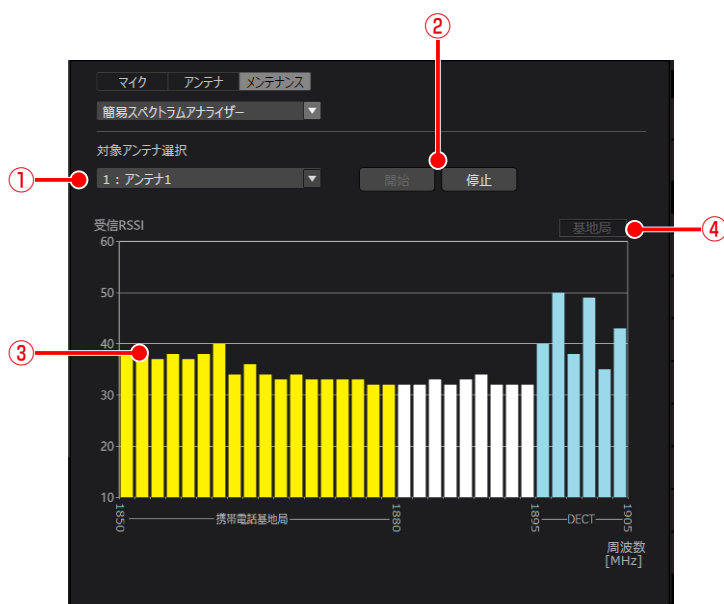 ②
マイク アンテナ メンテナンス
簡易スペクトラムアナライザー
対象アンテナ選択
① 1：アンテナ1 開始 停止
受信RSSI 基地局 ④
60
50
40
③
30
20
10
1850 携帯電話基地局 1880 1895 DECT 1905
周波数
[MHz]